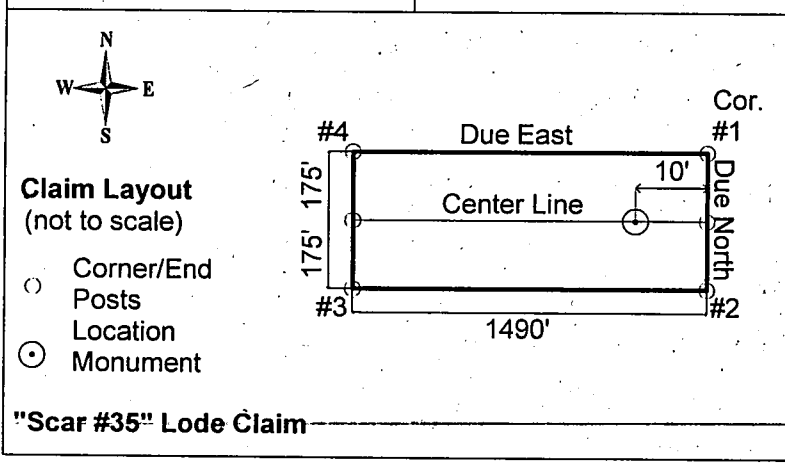 N
W E
S
Claim Layout
(not to scale)
Corner/End
Posts
Location
Monument
Cor.
#4 Due East #1
175'
10'
Due North
Center Line
175'
#3 #2
1490'
"Scar #35" Lode Claim